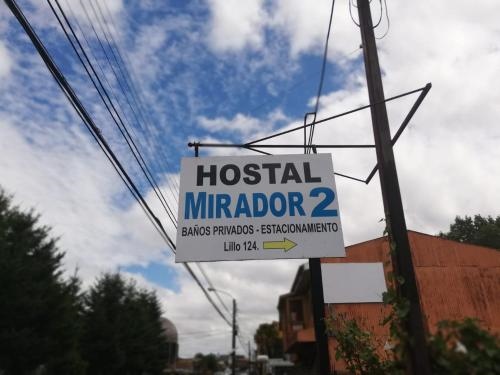 HOSTAL
MIRADOR 2
BAÑOS PRIVADOS - ESTACIONAMIENTO
Lillo 124.